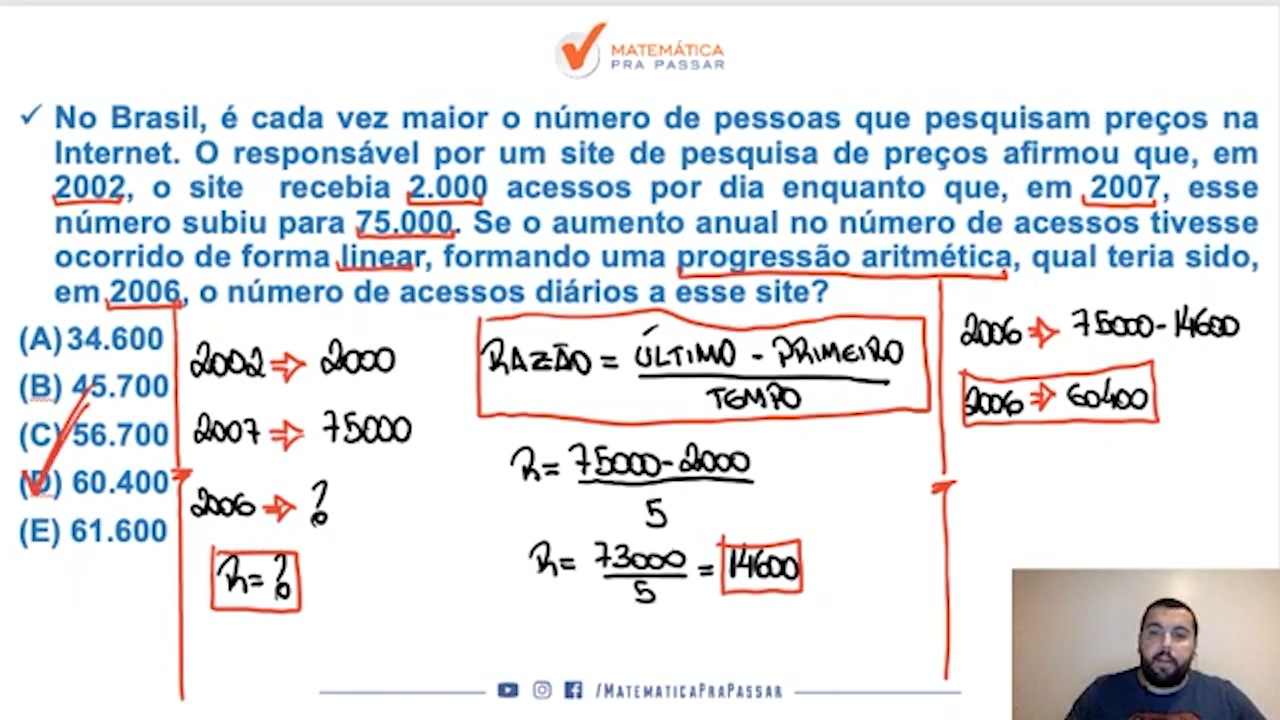 MATEMÁTICA
PRA PASSAR
✓ No Brasil, é cada vez maior o número de pessoas que pesquisam preços na
Internet. O responsável por um site de pesquisa de preços afirmou que, em
2002, o site recebia 2.000 acessos por dia enquanto que, em 2007, esse
número subiu para 75.000. Se o aumento anual no número de acessos tivesse
ocorrido de forma linear, formando uma progressão aritmética, qual teria sido,
em 2006, o número de acessos diários a esse site?
(A) 34.600
(B) 45.700
(C) 56.700
(D) 60.400
(E) 61.600
2002 ⇒ 2000
2007 ⇒ 75000
2006 ⇒ ?
R= ?
RAZÃO = ÚLTIMO - PRIMEIRO
TEMPO
R= 75000-2000
5
R= 73000
5
= 14600
2006 ⇒ 75000-14600
2006 ⇒ 60400
/MATEMATICAPRAPASSAR